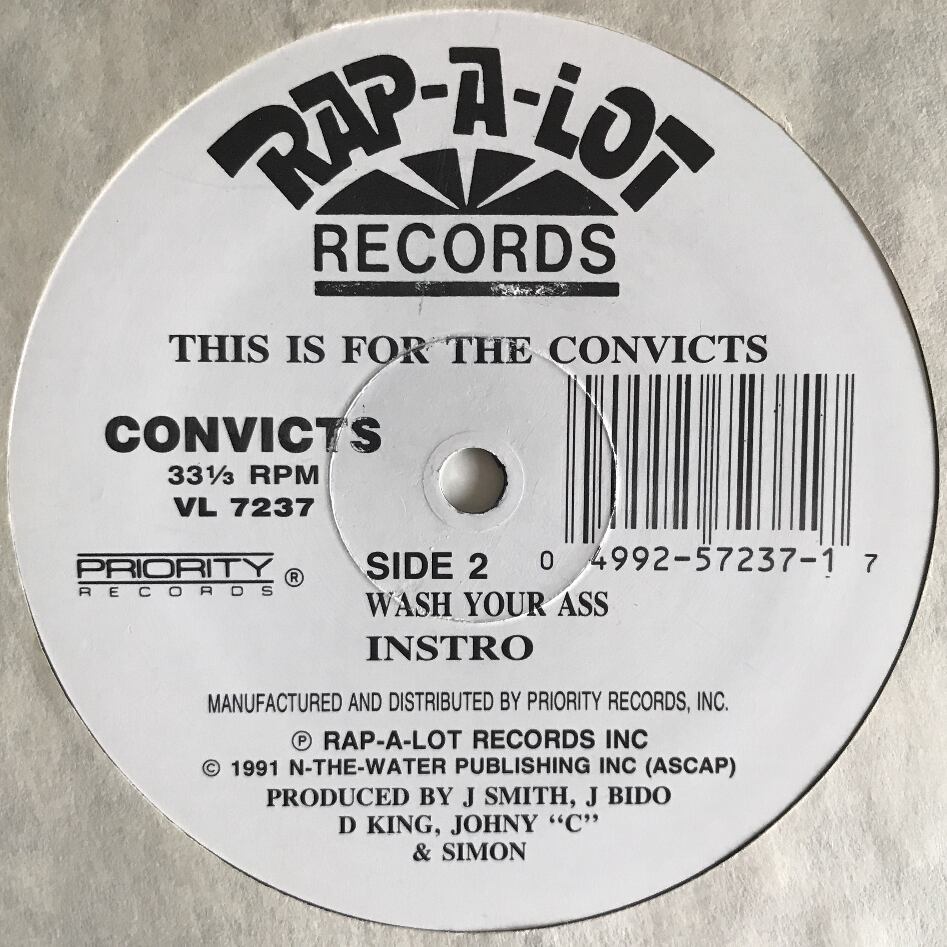 RAP-A-LOT
RECORDS
THIS IS FOR THE CONVICTS
CONVICTS
33⅓ RPM
VL 7237
PRIORITY ®
RECORDS
SIDE 2
0 4992-57237-1 7
WASH YOUR ASS
INSTRO
MANUFACTURED AND DISTRIBUTED BY PRIORITY RECORDS, INC.
℗ RAP-A-LOT RECORDS INC
© 1991 N-THE-WATER PUBLISHING INC (ASCAP)
PRODUCED BY J SMITH, J BIDO
D KING, JOHNY “C”
& SIMON